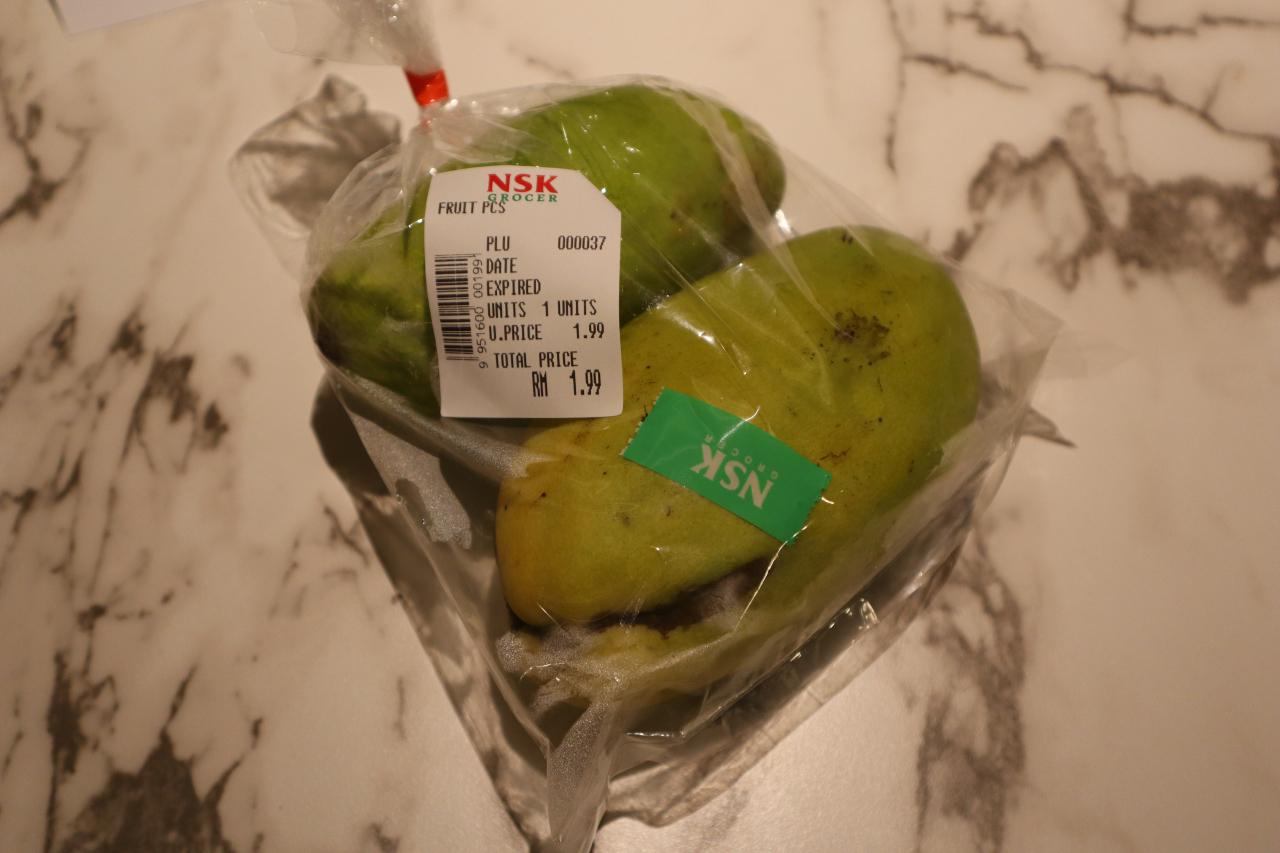 NSK
GROCER
FRUIT PCS
PLU 000037
DATE
EXPIRED
UNITS 1 UNITS
U.PRICE 1.99
TOTAL PRICE
RM 1.99
9 951600 001991
NSK
GROCER